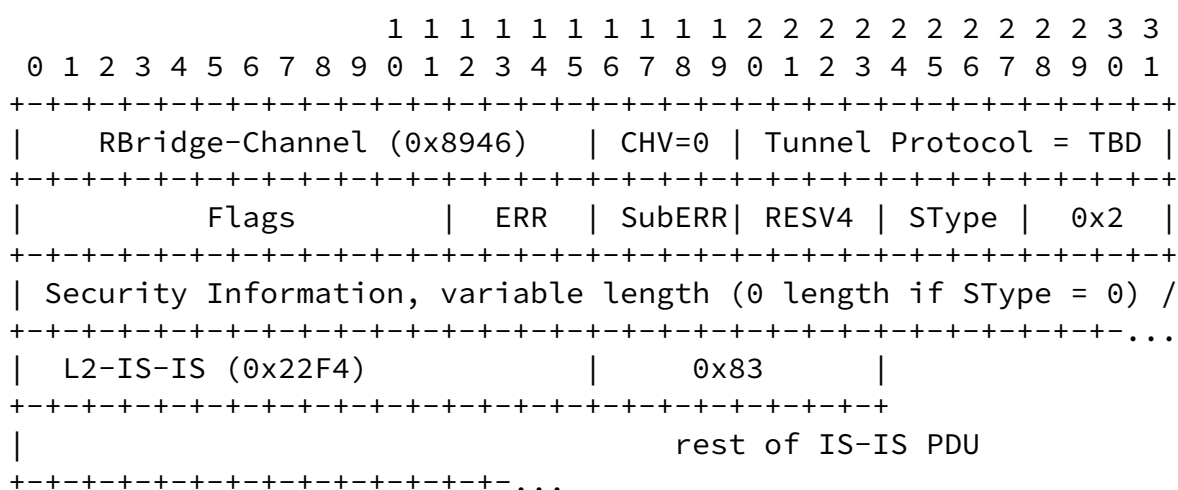 1 1 1 1 1 1 1 1 1 1 2 2 2 2 2 2 2 2 2 2 3 3
 0 1 2 3 4 5 6 7 8 9 0 1 2 3 4 5 6 7 8 9 0 1 2 3 4 5 6 7 8 9 0 1
+-+-+-+-+-+-+-+-+-+-+-+-+-+-+-+-+-+-+-+-+-+-+-+-+-+-+-+-+-+-+-+-+
|    RBridge-Channel (0x8946)   | CHV=0 | Tunnel Protocol = TBD |
+-+-+-+-+-+-+-+-+-+-+-+-+-+-+-+-+-+-+-+-+-+-+-+-+-+-+-+-+-+-+-+-+
|          Flags        |  ERR  | SubERR| RESV4 | SType |  0x2  |
+-+-+-+-+-+-+-+-+-+-+-+-+-+-+-+-+-+-+-+-+-+-+-+-+-+-+-+-+-+-+-+-+
| Security Information, variable length (0 length if SType = 0) /
+-+-+-+-+-+-+-+-+-+-+-+-+-+-+-+-+-+-+-+-+-+-+-+-+-+-+-+-+-+-+-...
|  L2-IS-IS (0x22F4)            |     0x83      |
+-+-+-+-+-+-+-+-+-+-+-+-+-+-+-+-+-+-+-+-+-+-+-+-+
|                                    rest of IS-IS PDU
+-+-+-+-+-+-+-+-+-+-+-+-+-+-...